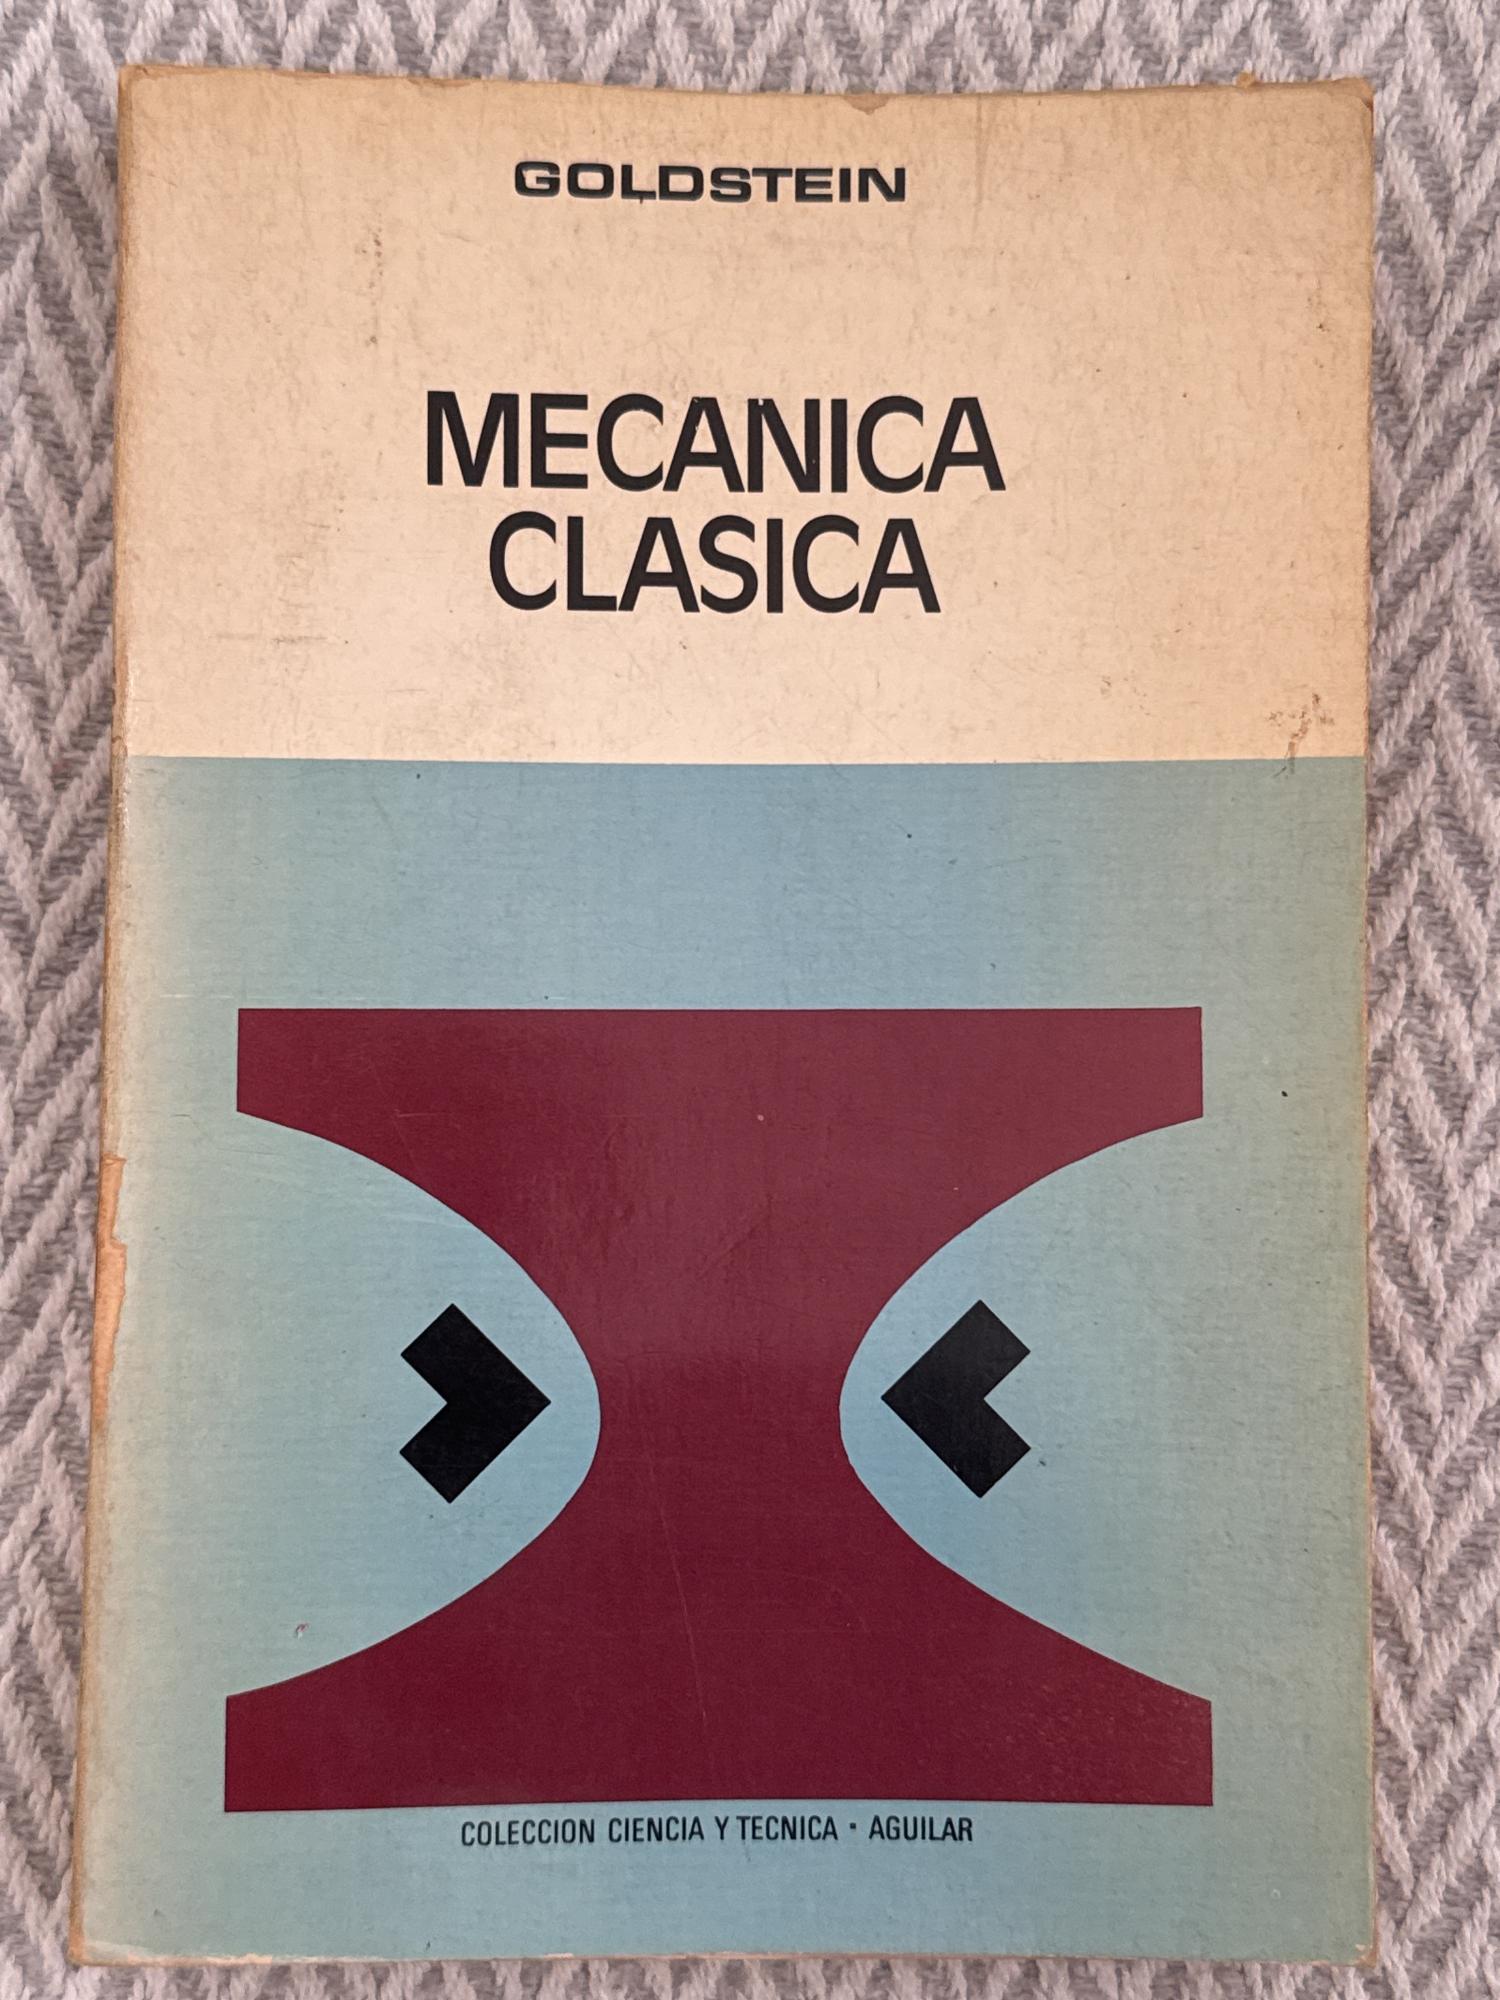 GOLDSTEIN
MECANICA
CLASICA
COLECCION CIENCIA Y TECNICA · AGUILAR